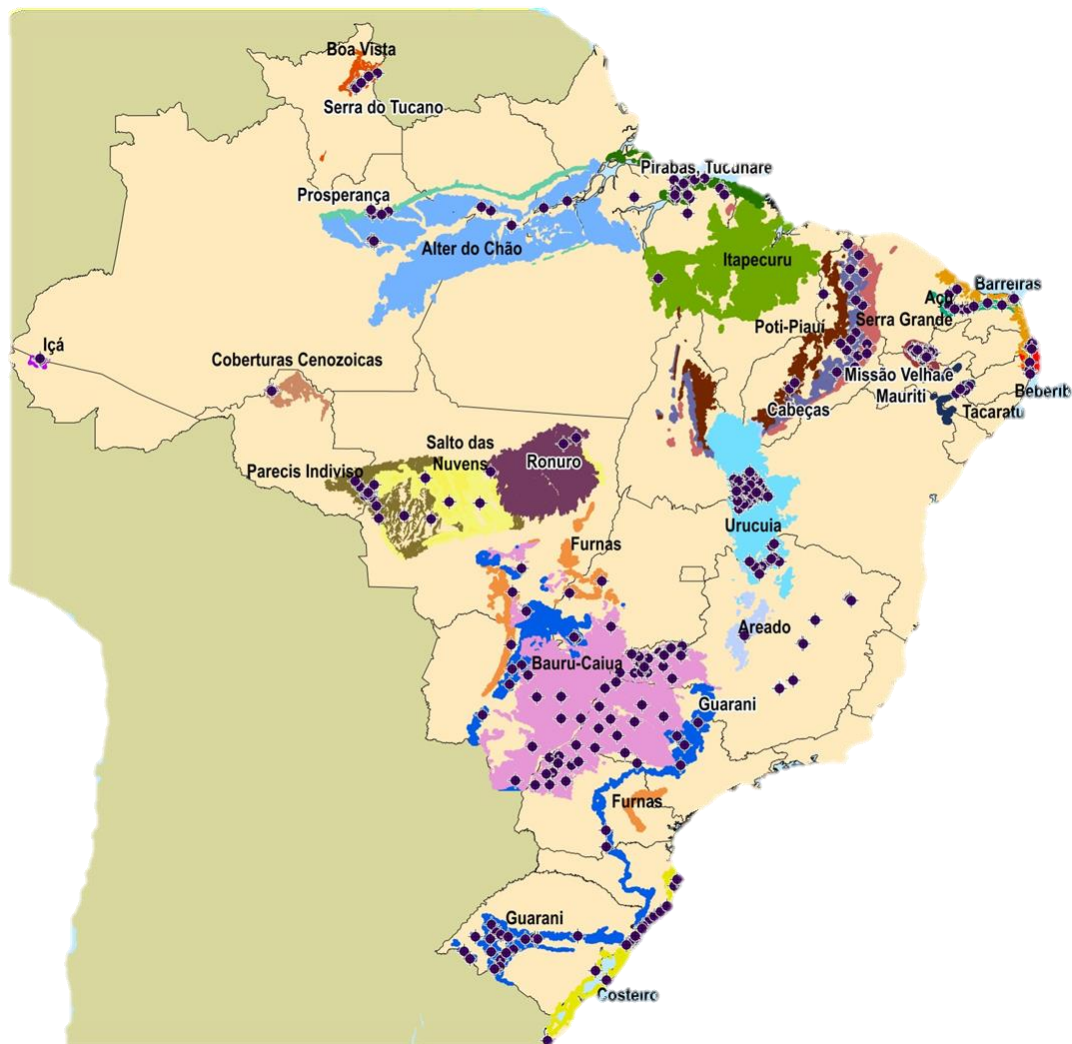 Boa Vista
Serra do Tucano
Pirabas, Tucunare
Prosperança
Alter do Chão
Itapecuru
Barreiras
Açu
Poti-Piauí
Serra Grande
Içá
Coberturas Cenozoicas
Missão Velha e
Mauriti
Beberib
Cabeças
Tacaratu
Salto das
Nuvens
Ronuro
Parecis Indiviso
Urucuia
Furnas
Areado
Bauru-Caiua
Guarani
Furnas
Guarani
Costeiro